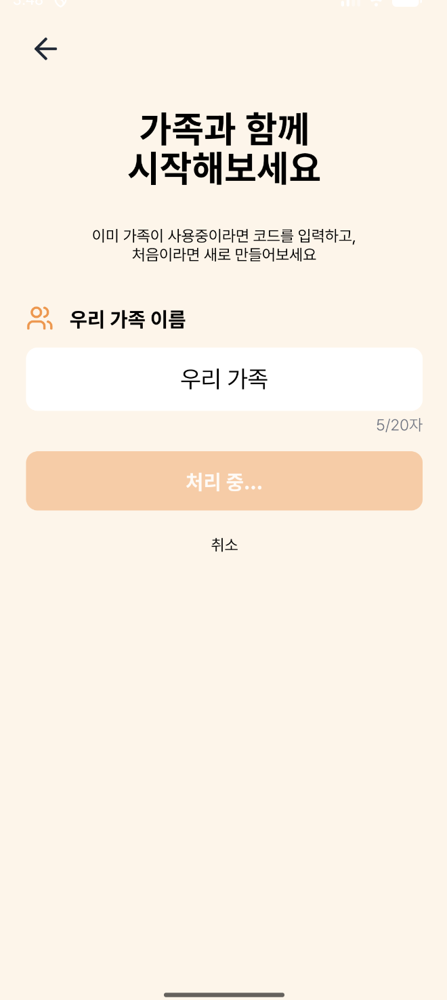 가족과 함께
시작해보세요
이미 가족이 사용중이라면 코드를 입력하고,
처음이라면 새로 만들어보세요
우리 가족 이름
우리 가족
5/20자
처리 중...
취소